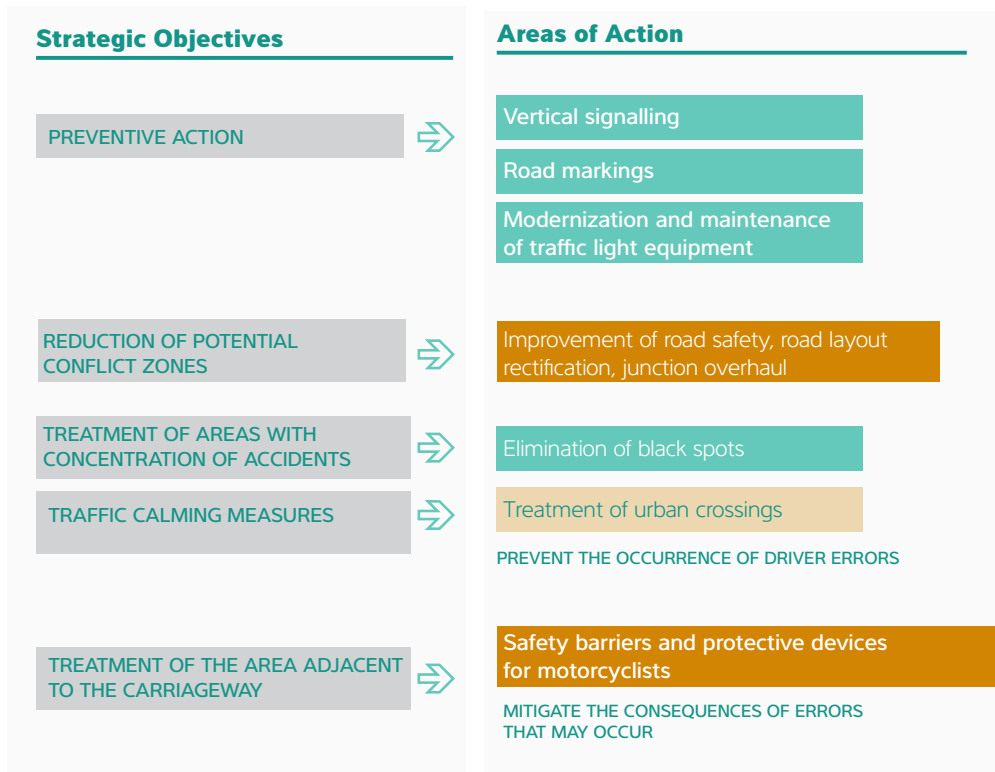 Strategic Objectives
Areas of Action
PREVENTIVE ACTION
Vertical signalling
Road markings
Modernization and maintenance
of traffic light equipment
REDUCTION OF POTENTIAL
CONFLICT ZONES
Improvement of road safety, road layout
rectification, junction overhaul
TREATMENT OF AREAS WITH
CONCENTRATION OF ACCIDENTS
Elimination of black spots
TRAFFIC CALMING MEASURES
Treatment of urban crossings
PREVENT THE OCCURRENCE OF DRIVER ERRORS
TREATMENT OF THE AREA ADJACENT
TO THE CARRIAGEWAY
Safety barriers and protective devices
for motorcyclists
MITIGATE THE CONSEQUENCES OF ERRORS
THAT MAY OCCUR